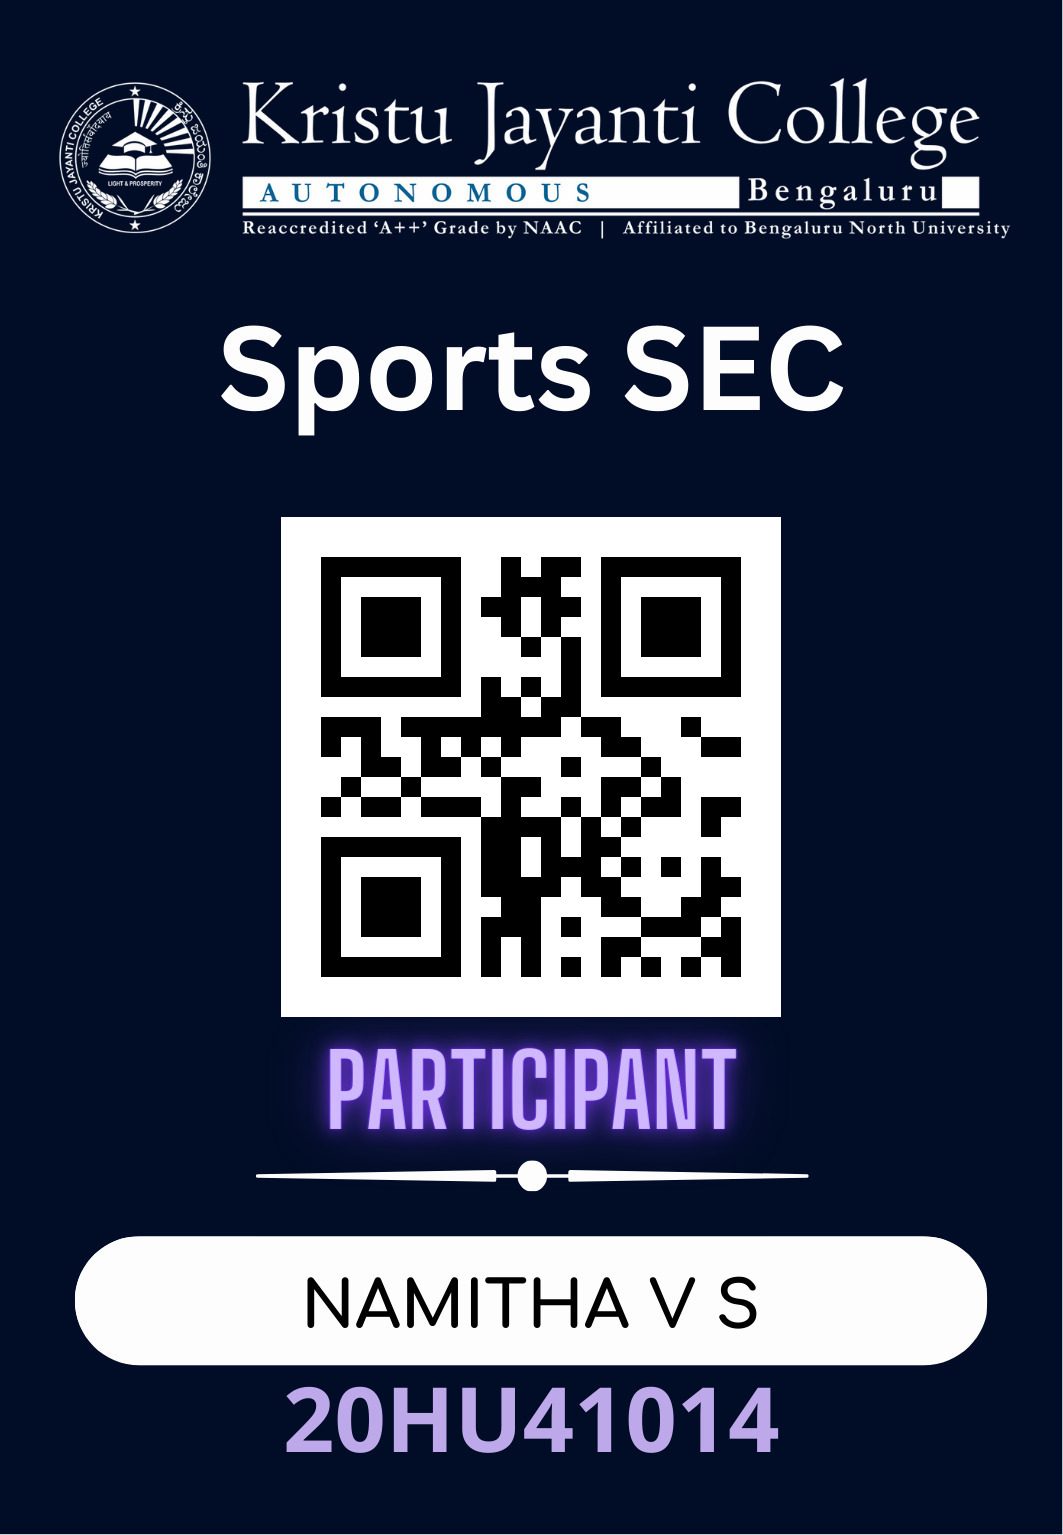 KRISTU JAYANTI COLLEGE
ಕ್ರಿಸ್ತು ಜಯಂತಿ ಕಾಲೇಜು
LIGHT & PROSPERITY
Kristu Jayanti College
AUTONOMOUS Bengaluru
Reaccredited ‘A++’ Grade by NAAC | Affiliated to Bengaluru North University
Sports SEC
PARTICIPANT
NAMITHA V S
20HU41014